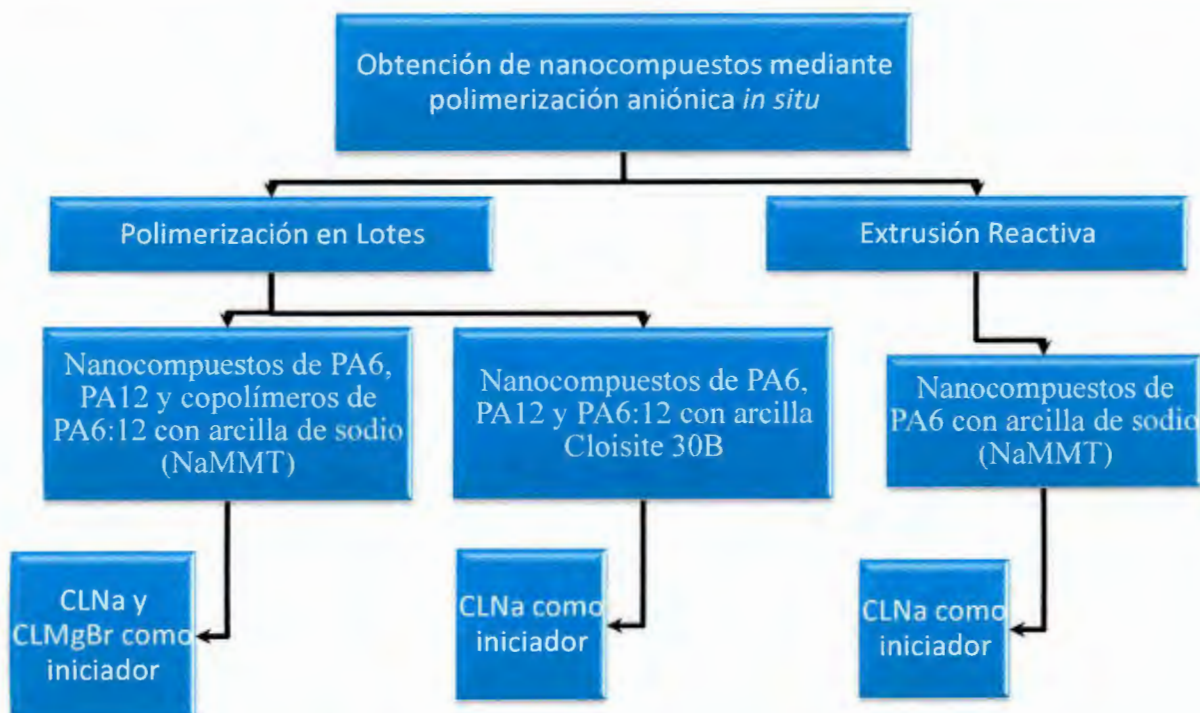 Obtención de nanocompuestos mediante
polimerización aniónica in situ
Polimerización en Lotes
Extrusión Reactiva
Nanocompuestos de PA6,
PA12 y copolímeros de
PA6:12 con arcilla de sodio
(NaMMT)
Nanocompuestos de PA6,
PA12 y PA6:12 con arcilla
Cloisite 30B
Nanocompuestos de
PA6 con arcilla de sodio
(NaMMT)
CLNa y
CLMgBr como
iniciador
CLNa como
iniciador
CLNa como
iniciador